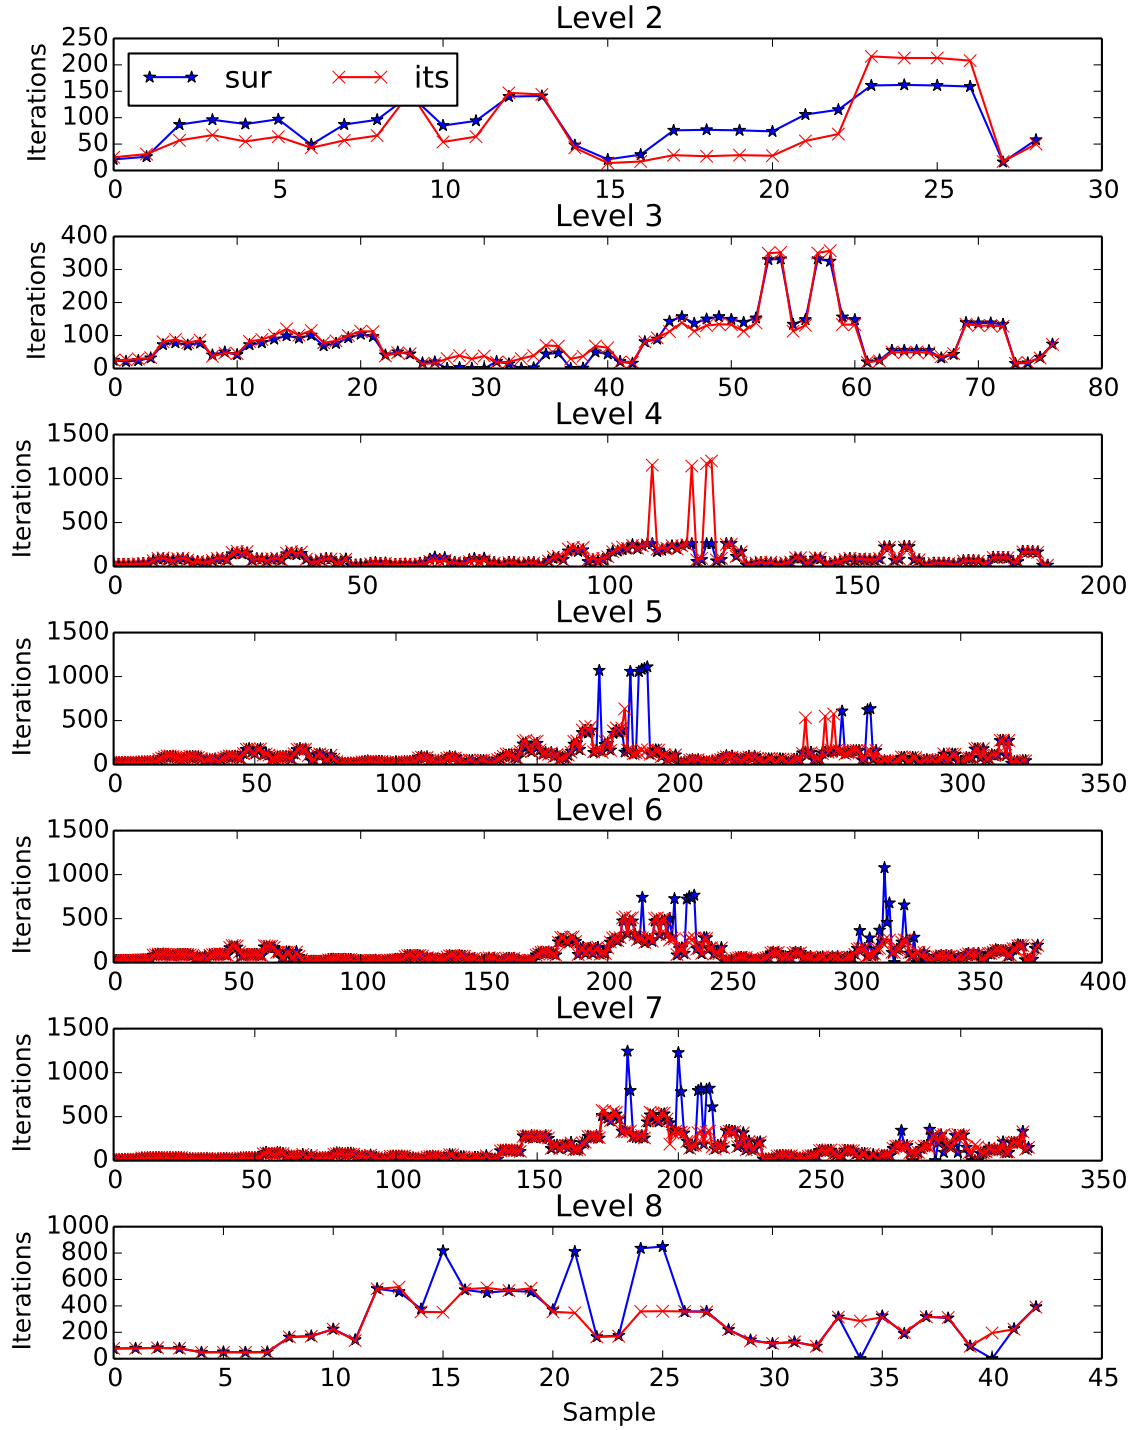 Level 2
Iterations
250
200
150
100
50
0
sur its
0 5 10 15 20 25 30
Level 3
Iterations
400
300
200
100
0
0 10 20 30 40 50 60 70 80
Level 4
Iterations
1500
1000
500
0
0 50 100 150 200
Level 5
Iterations
1500
1000
500
0
0 50 100 150 200 250 300 350
Level 6
Iterations
1500
1000
500
0
0 50 100 150 200 250 300 350 400
Level 7
Iterations
1500
1000
500
0
0 50 100 150 200 250 300 350
Level 8
Iterations
1000
800
600
400
200
0
0 5 10 15 20 25 30 35 40 45
Sample